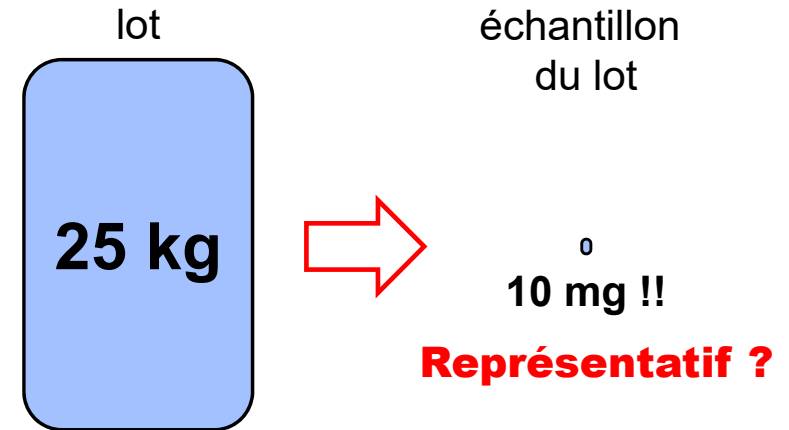 lot
25 kg
échantillon
du lot
10 mg !!
Représentatif ?